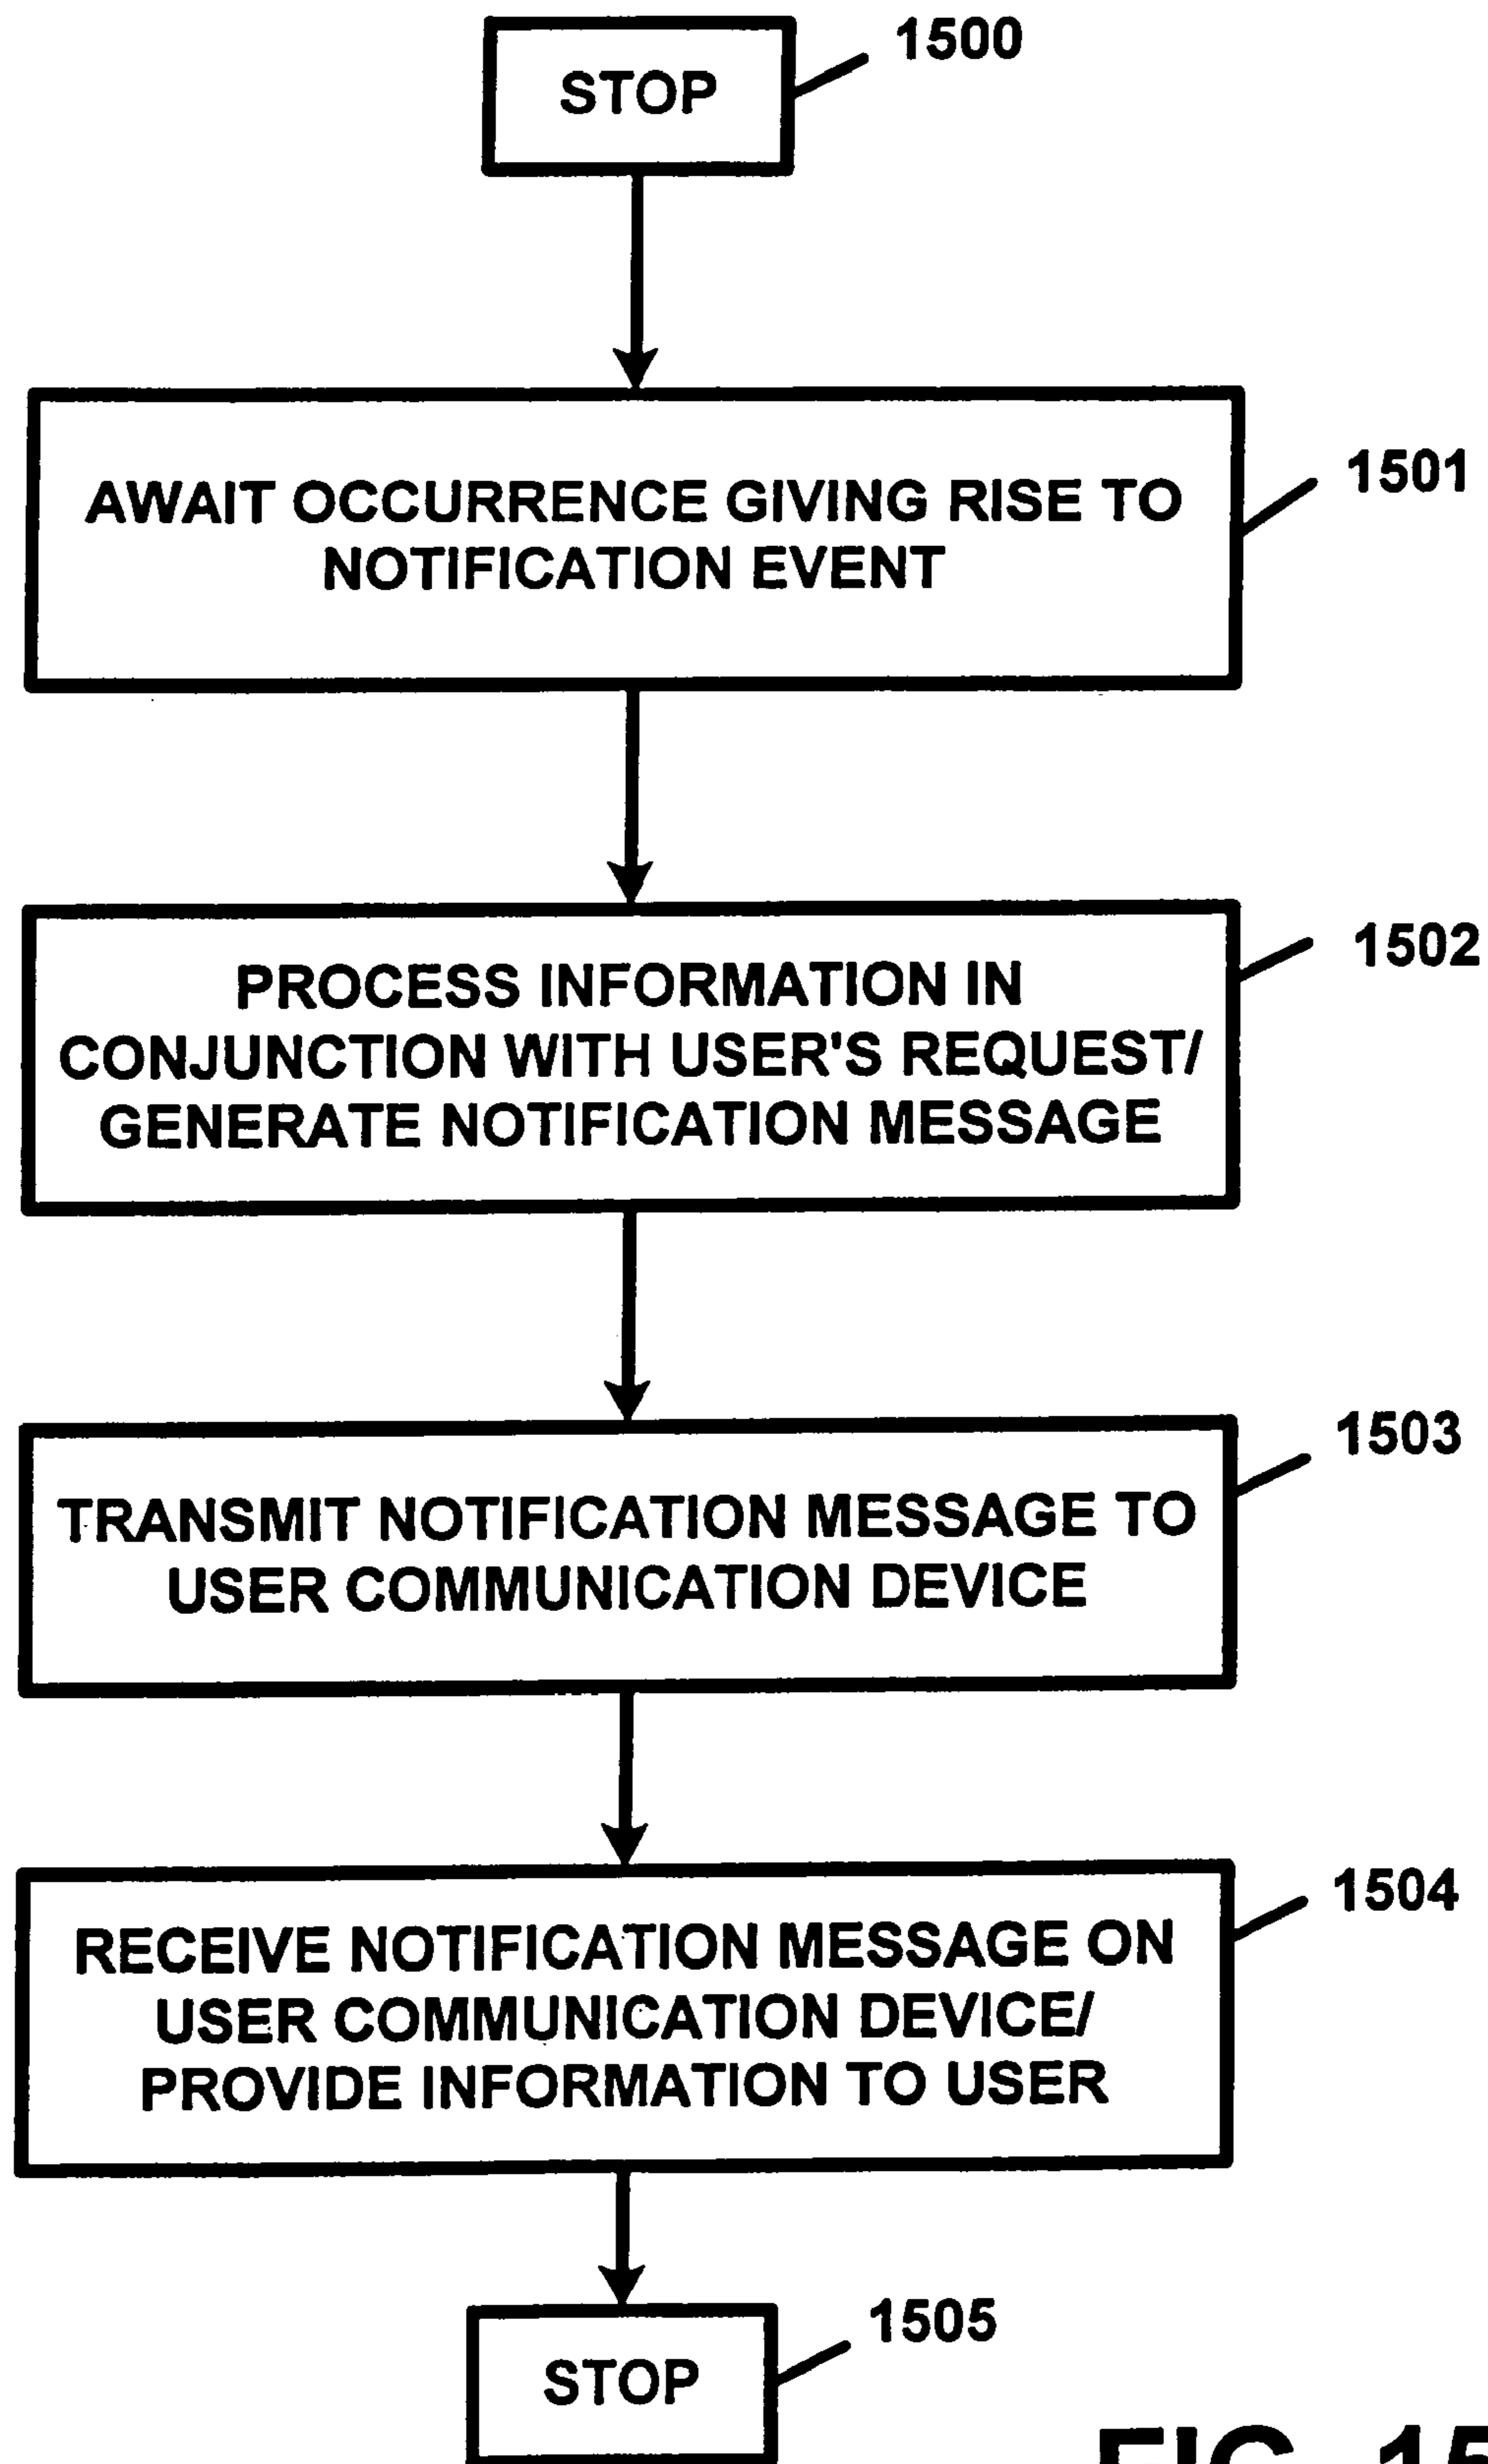 STOP
1500
AWAIT OCCURRENCE GIVING RISE TO
NOTIFICATION EVENT
1501
PROCESS INFORMATION IN
CONJUNCTION WITH USER'S REQUEST/
GENERATE NOTIFICATION MESSAGE
1502
TRANSMIT NOTIFICATION MESSAGE TO
USER COMMUNICATION DEVICE
1503
RECEIVE NOTIFICATION MESSAGE ON
USER COMMUNICATION DEVICE/
PROVIDE INFORMATION TO USER
1504
STOP
1505
FIG. 15